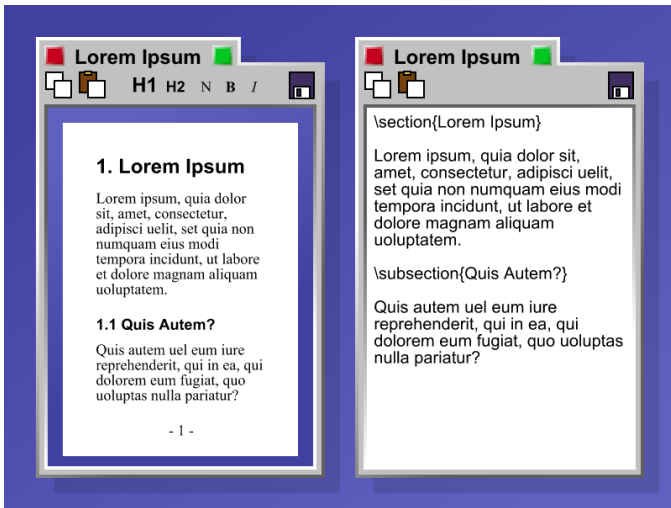 Lorem Ipsum
H1 H2 N B I
1. Lorem Ipsum
Lorem ipsum, quia dolor
sit, amet, consectetur,
adipisci uelit, set quia non
numquam eius modi
tempora incidunt, ut labore
et dolore magnam aliquam
uoluptatem.
1.1 Quis Autem?
Quis autem uel eum iure
reprehenderit, qui in ea, qui
dolorem eum fugiat, quo
uoluptas nulla pariatur?
- 1 -
Lorem Ipsum
\section{Lorem Ipsum}
Lorem ipsum, quia dolor sit,
amet, consectetur, adipisci uelit,
set quia non numquam eius modi
tempora incidunt, ut labore et
dolore magnam aliquam
uoluptatem.
\subsection{Quis Autem?}
Quis autem uel eum iure
reprehenderit, qui in ea, qui
dolorem eum fugiat, quo uoluptas
nulla pariatur?